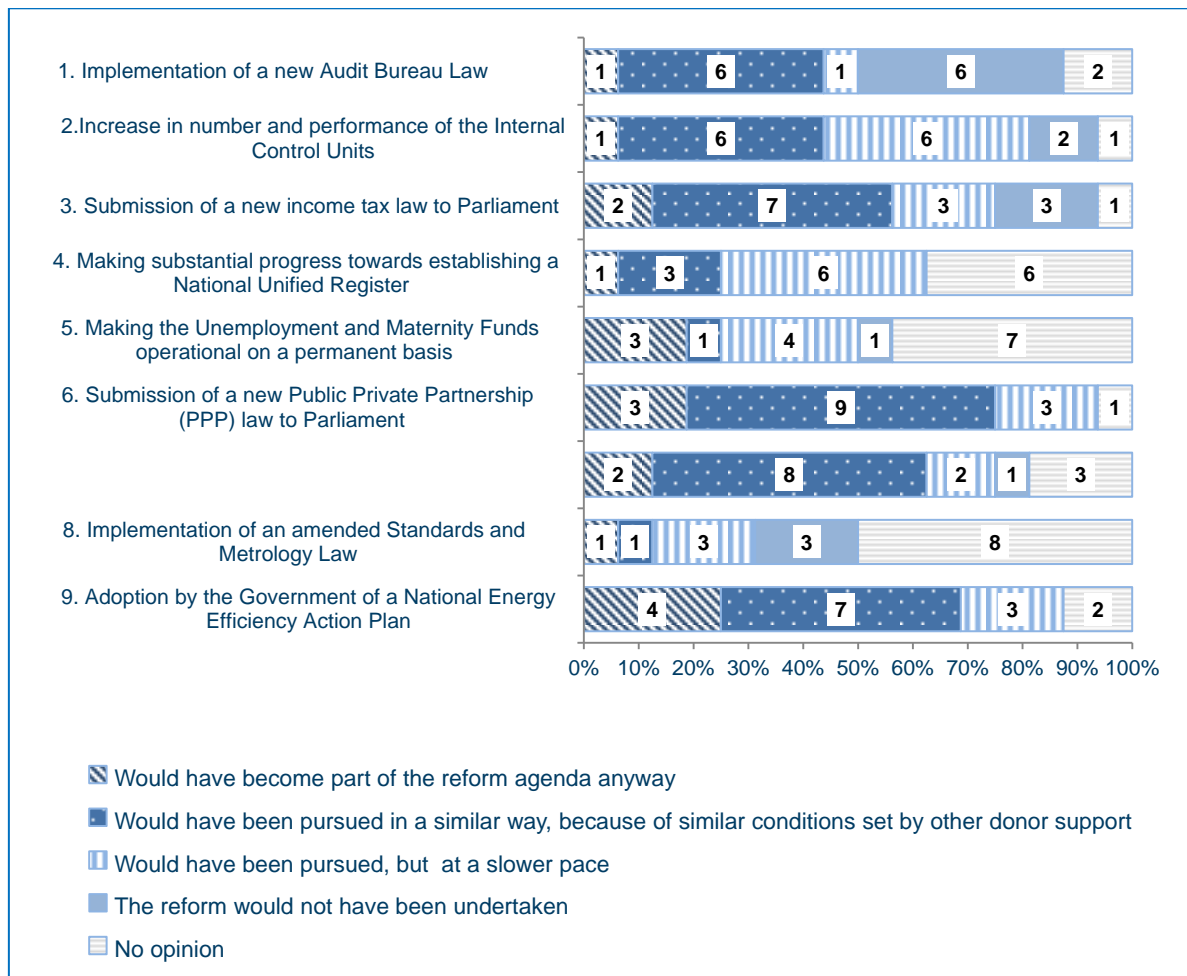 1. Implementation of a new Audit Bureau Law
1 6 1 6 2
2.Increase in number and performance of the Internal
Control Units
1 6 6 2 1
3. Submission of a new income tax law to Parliament
2 7 3 3 1
4. Making substantial progress towards establishing a
National Unified Register
1 3 6 6
5. Making the Unemployment and Maternity Funds
operational on a permanent basis
3 1 4 1 7
6. Submission of a new Public Private Partnership
(PPP) law to Parliament
3 9 3 1
2 8 2 1 3
8. Implementation of an amended Standards and
Metrology Law
1 1 3 3 8
9. Adoption by the Government of a National Energy
Efficiency Action Plan
4 7 3 2
0% 10% 20% 30% 40% 50% 60% 70% 80% 90% 100%
Would have become part of the reform agenda anyway
Would have been pursued in a similar way, because of similar conditions set by other donor support
Would have been pursued, but at a slower pace
The reform would not have been undertaken
No opinion